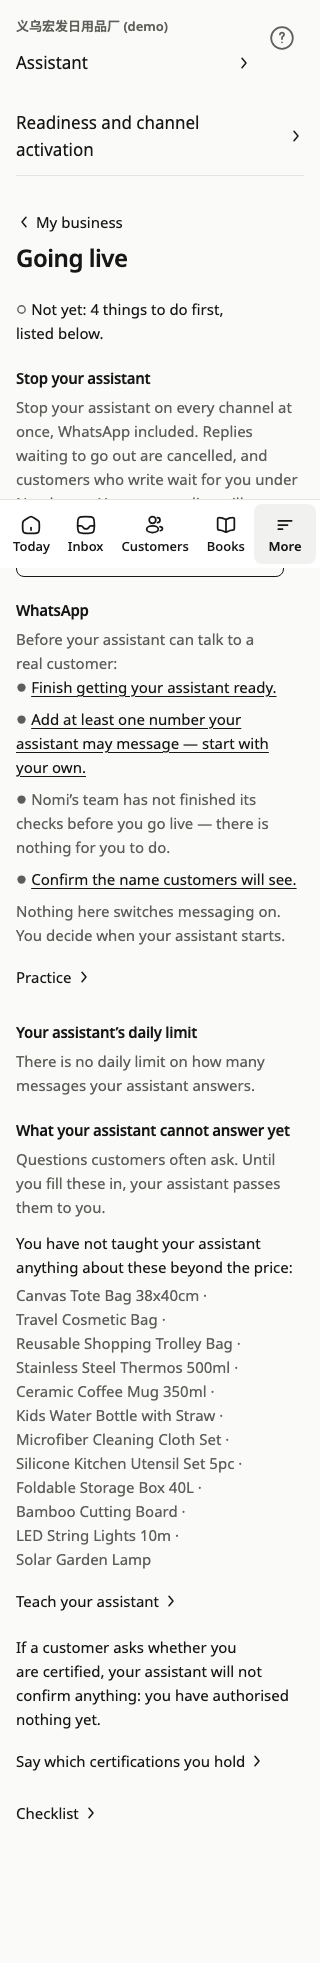 义乌宏发日用品厂 (demo)
Assistant
Readiness and channel
activation
My business
Going live
Not yet: 4 things to do first,
listed below.
Stop your assistant
Stop your assistant on every channel at
once, WhatsApp included. Replies
waiting to go out are cancelled, and
customers who write wait for you under
Today
Inbox
Customers
Books
More
WhatsApp
Before your assistant can talk to a
real customer:
Finish getting your assistant ready.
Add at least one number your
assistant may message — start with
your own.
Nomi’s team has not finished its
checks before you go live — there is
nothing for you to do.
Confirm the name customers will see.
Nothing here switches messaging on.
You decide when your assistant starts.
Practice
Your assistant’s daily limit
There is no daily limit on how many
messages your assistant answers.
What your assistant cannot answer yet
Questions customers often ask. Until
you fill these in, your assistant passes
them to you.
You have not taught your assistant
anything about these beyond the price:
Canvas Tote Bag 38x40cm ·
Travel Cosmetic Bag ·
Reusable Shopping Trolley Bag ·
Stainless Steel Thermos 500ml ·
Ceramic Coffee Mug 350ml ·
Kids Water Bottle with Straw ·
Microfiber Cleaning Cloth Set ·
Silicone Kitchen Utensil Set 5pc ·
Foldable Storage Box 40L ·
Bamboo Cutting Board ·
LED String Lights 10m ·
Solar Garden Lamp
Teach your assistant
If a customer asks whether you
are certified, your assistant will not
confirm anything: you have authorised
nothing yet.
Say which certifications you hold
Checklist